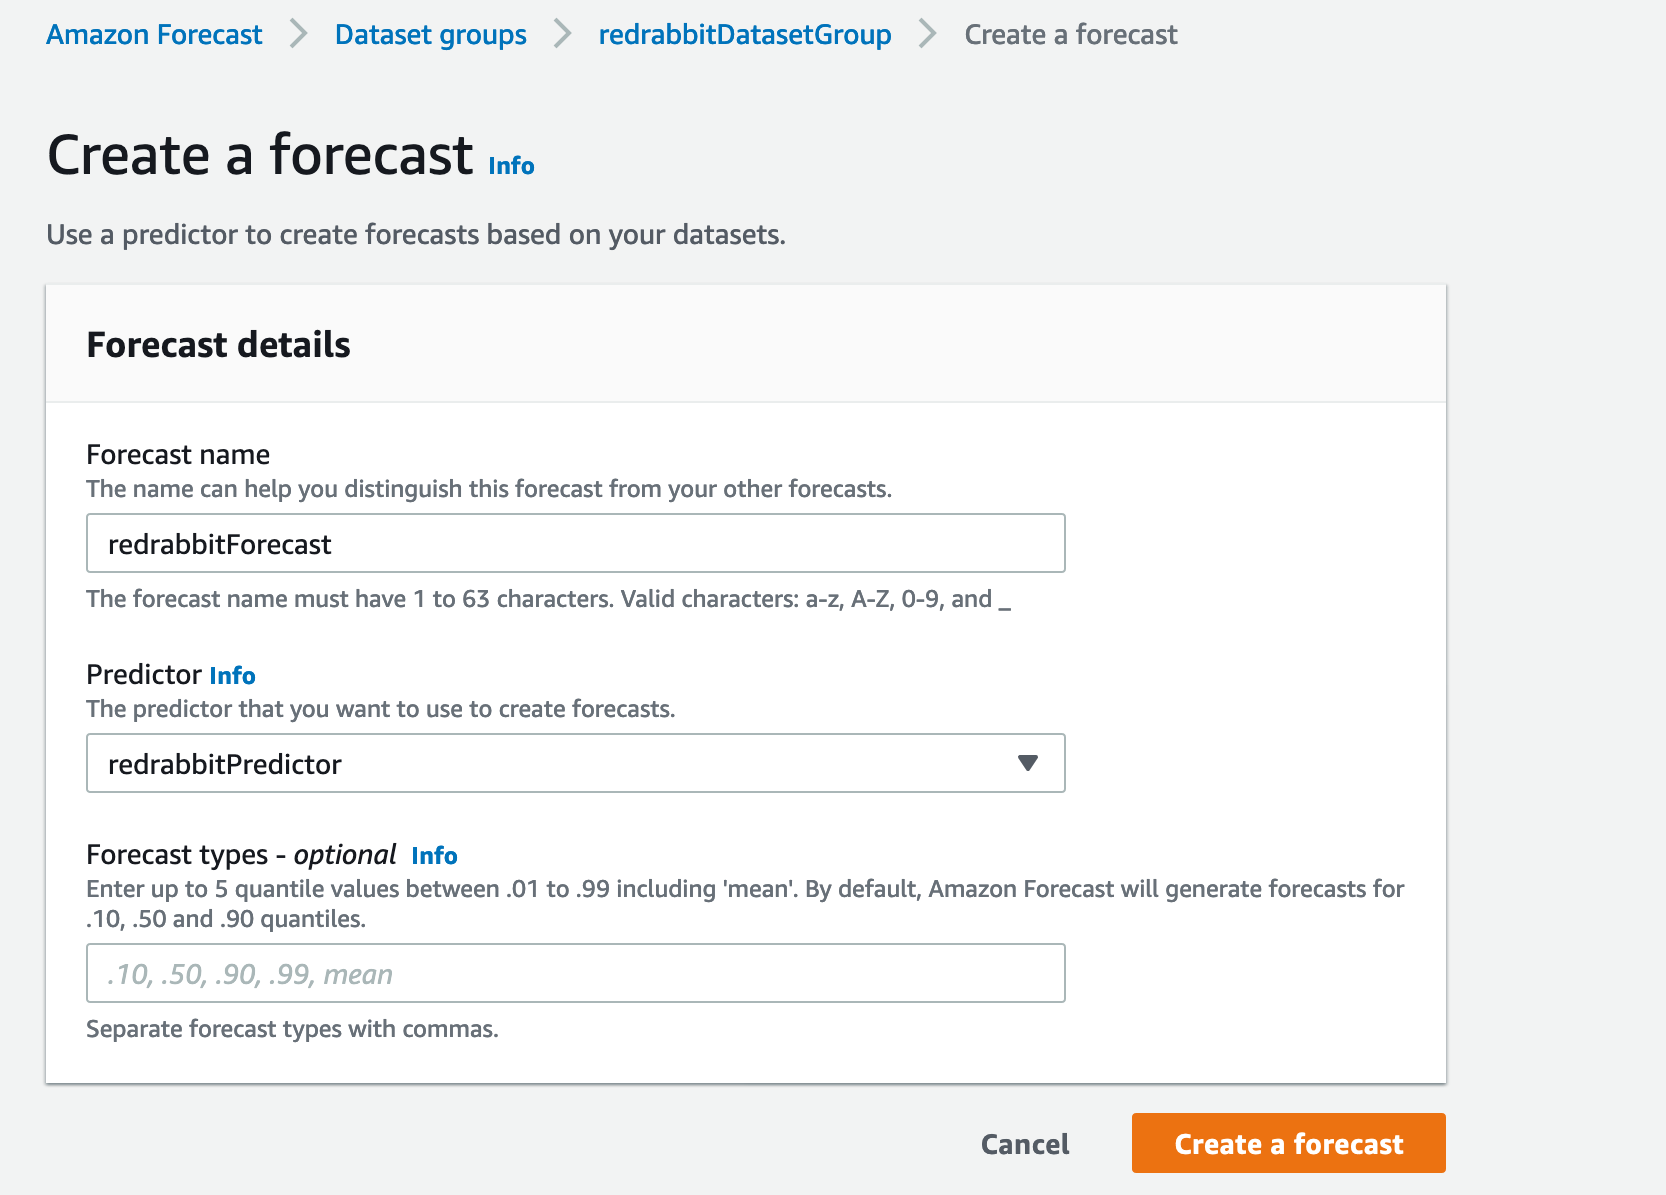 Amazon Forecast > Dataset groups > redrabbitDatasetGroup > Create a forecast
Create a forecast Info
Use a predictor to create forecasts based on your datasets.
Forecast details
Forecast name
The name can help you distinguish this forecast from your other forecasts.
redrabbitForecast
The forecast name must have 1 to 63 characters. Valid characters: a-z, A-Z, 0-9, and _
Predictor Info
The predictor that you want to use to create forecasts.
redrabbitPredictor
Forecast types - optional Info
Enter up to 5 quantile values between .01 to .99 including 'mean'. By default, Amazon Forecast will generate forecasts for
.10, .50 and .90 quantiles.
.10, .50, .90, .99, mean
Separate forecast types with commas.
Cancel Create a forecast